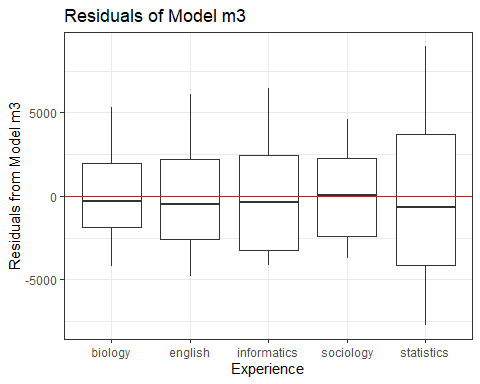 Residuals of Model m3
Residuals from Model m3
5000
0
-5000
biology english informatics sociology statistics
Experience